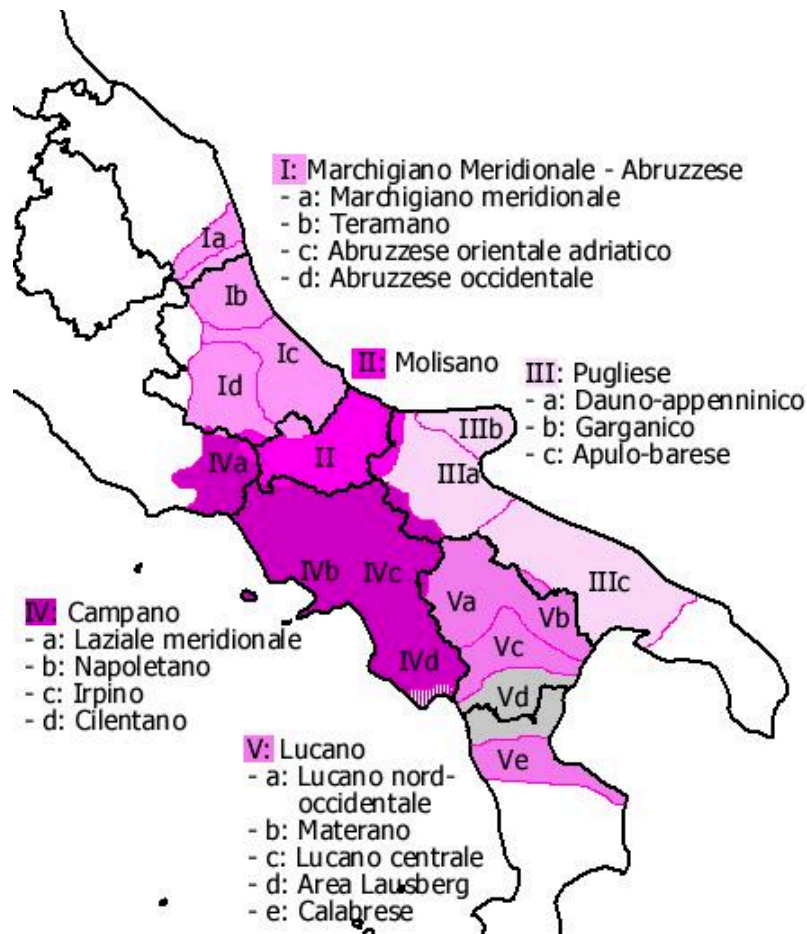 I: Marchigiano Meridionale - Abruzzese
- a: Marchigiano meridionale
- b: Teramano
- c: Abruzzese orientale adriatico
- d: Abruzzese occidentale
Ia
Ib
Ic
Id
II: Molisano
III: Pugliese
- a: Dauno-appenninico
- b: Garganico
- c: Apulo-barese
IIIb
IVa
II
IIIa
IVb
IVc
IIIc
Va
Vb
Vc
IVd
Vd
Ve
IV: Campano
- a: Laziale meridionale
- b: Napoletano
- c: Irpino
- d: Cilentano
V: Lucano
- a: Lucano nord-
occidentale
- b: Materano
- c: Lucano centrale
- d: Area Lausberg
- e: Calabrese